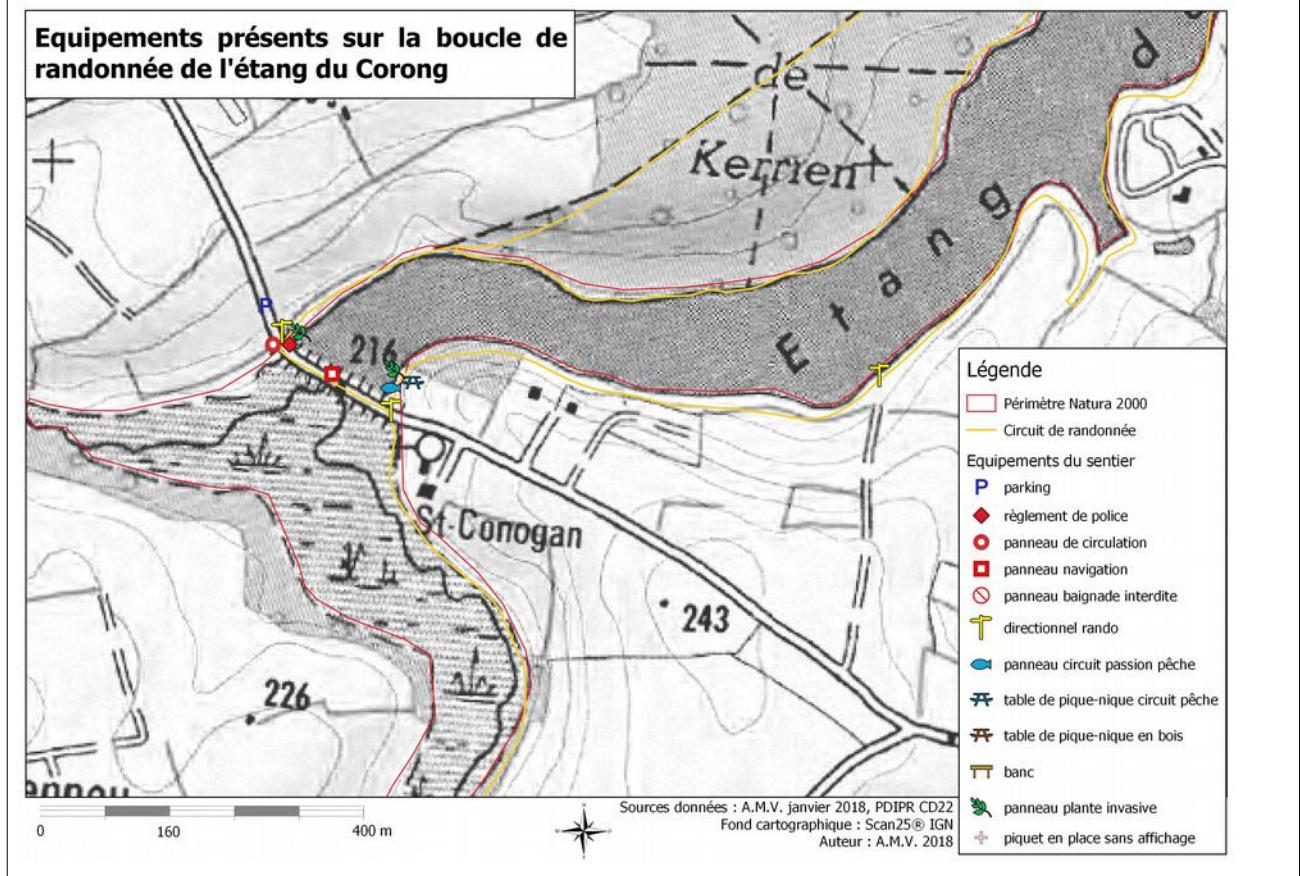 Equipements présents sur la boucle de
randonnée de l'étang du Corong
de
Kerrient
d
Etang
P
216
St-Conogan
243
226
Légende
Périmètre Natura 2000
Circuit de randonnée
Equipements du sentier
P parking
règlement de police
panneau de circulation
panneau navigation
panneau baignade interdite
directionnel rando
panneau circuit passion pêche
table de pique-nique circuit pêche
table de pique-nique en bois
banc
panneau plante invasive
piquet en place sans affichage
0 160 400 m
Sources données : A.M.V. janvier 2018, PDIPR CD22
Fond cartographique : Scan25® IGN
Auteur : A.M.V. 2018